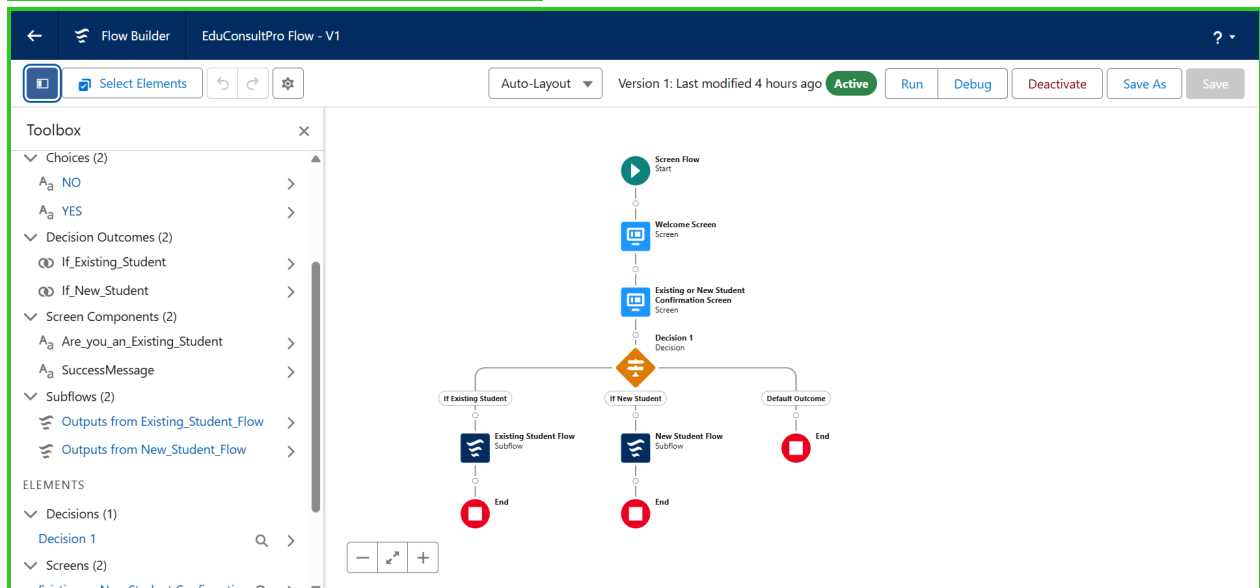 Flow Builder
EduConsultPro Flow - V1
?
Select Elements
Auto-Layout
Version 1: Last modified 4 hours ago
Active
Run
Debug
Deactivate
Save As
Save
Toolbox
Choices (2)
Aa NO
Aa YES
Decision Outcomes (2)
If_Existing_Student
If_New_Student
Screen Components (2)
Aa Are_you_an_Existing_Student
Aa SuccessMessage
Subflows (2)
Outputs from Existing_Student_Flow
Outputs from New_Student_Flow
ELEMENTS
Decisions (1)
Decision 1
Screens (2)
Screen Flow
Start
Welcome Screen
Screen
Existing or New Student
Confirmation Screen
Screen
Decision 1
Decision
If Existing Student
If New Student
Default Outcome
Existing Student Flow
Subflow
New Student Flow
Subflow
End
End
End